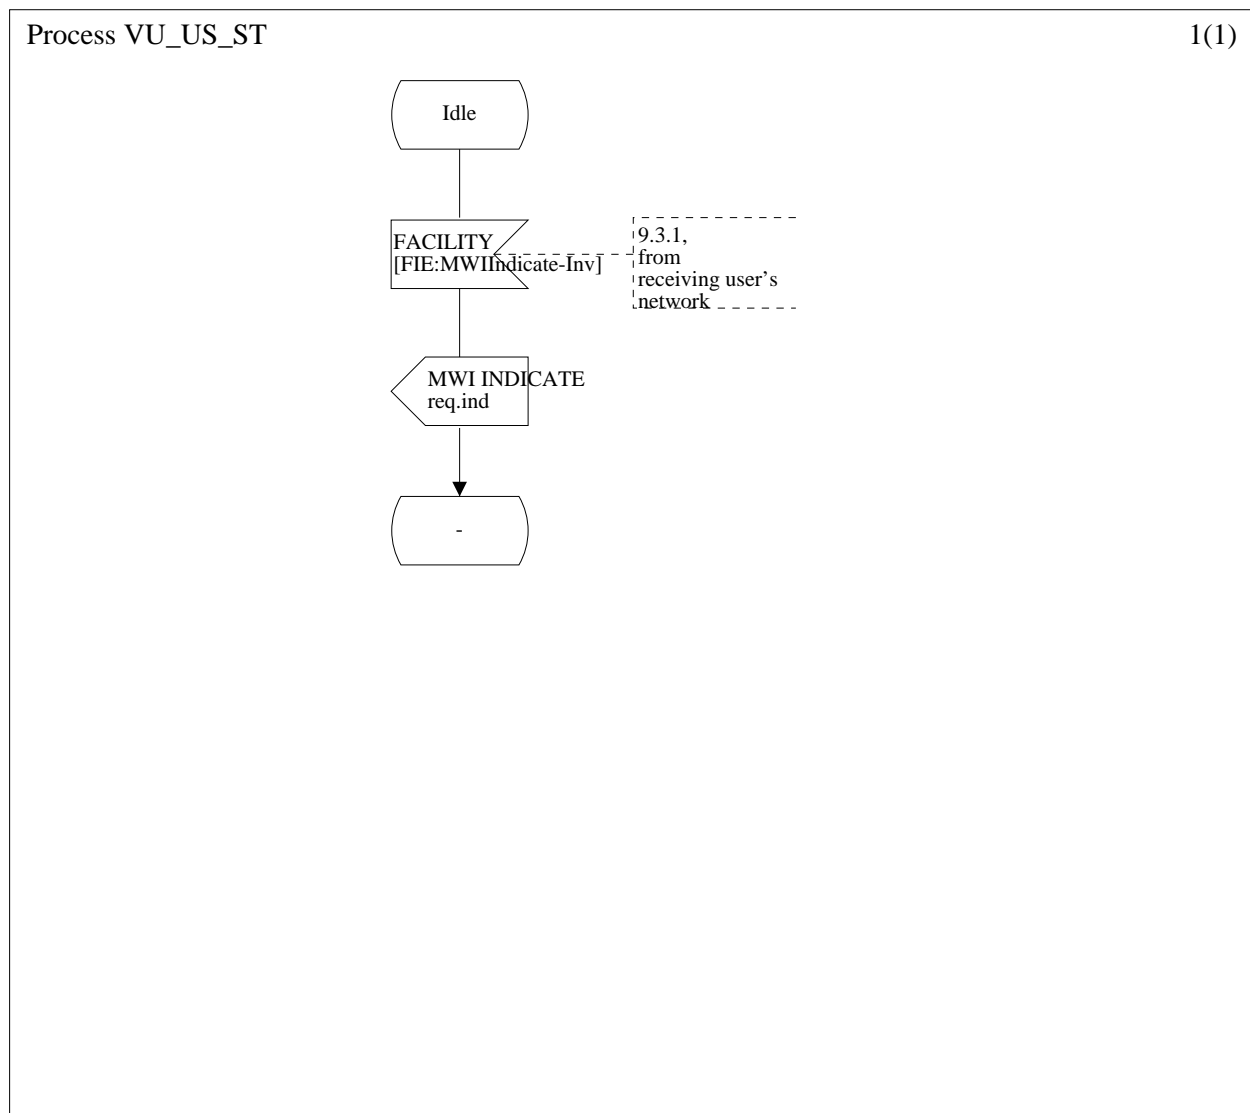 Process VU_US_ST
1(1)
Idle
FACILITY
[FIE:MWIIndicate-Inv]
9.3.1,
from
receiving user’s
network
MWI INDICATE
req.ind
-